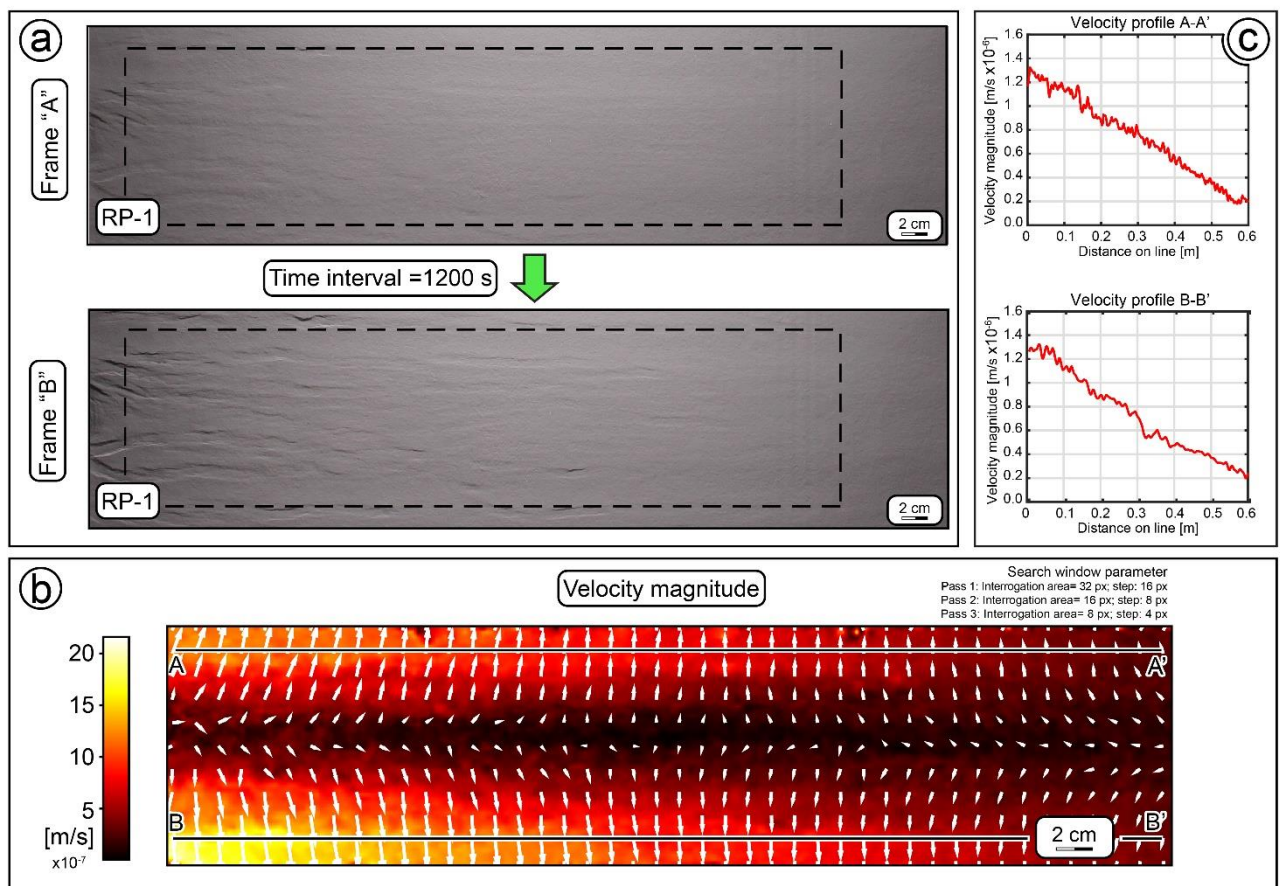 a
Frame “A”
RP-1
2 cm
Time interval =1200 s
Frame “B”
RP-1
2 cm
c
Velocity profile A-A’
Velocity magnitude [m/s x10⁻⁶]
1.6
1.4
1.2
1
0.8
0.6
0.4
0.2
0.0
0 0.1 0.2 0.3 0.4 0.5 0.6
Distance on line [m]
Velocity profile B-B’
Velocity magnitude [m/s x10⁻⁶]
1.6
1.4
1.2
1
0.8
0.6
0.4
0.2
0.0
0 0.1 0.2 0.3 0.4 0.5 0.6
Distance on line [m]
b
Velocity magnitude
Search window parameter
Pass 1: Interrogation area= 32 px; step: 16 px
Pass 2: Interrogation area= 16 px; step: 8 px
Pass 3: Interrogation area= 8 px; step: 4 px
20
15
10
5
[m/s]
x10⁻⁷
A A’
B B’
2 cm